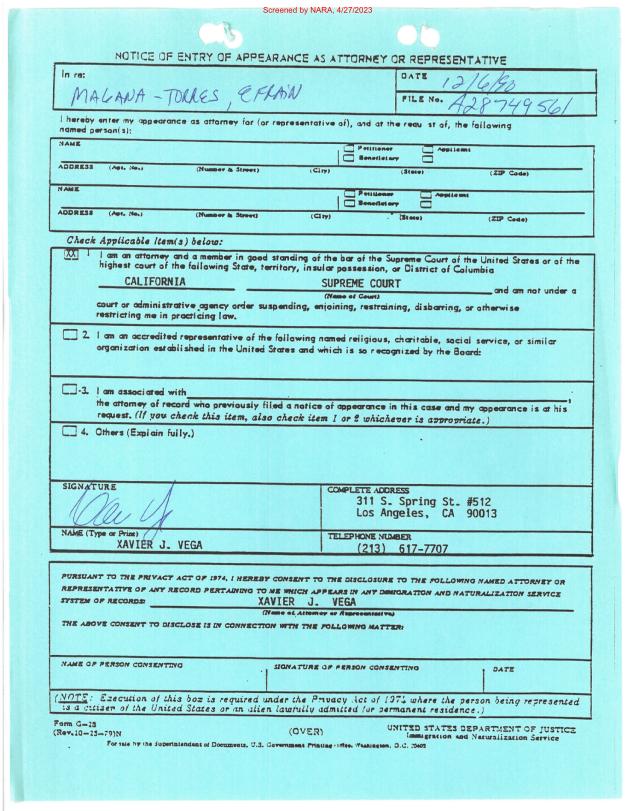 Screened by NARA, 4/27/2023
NOTICE OF ENTRY OF APPEARANCE AS ATTORNEY OR REPRESENTATIVE
In re:
MAGANA-TORRES, EFRAIN
DATE 12/6/90
FILE No. A28749561
I hereby enter my appearance as attorney for (or representative of), and at the requ st of, the following
named person(s):
NAME
Petitioner Applicant
Beneficiary
ADDRESS (Apt. No.) (Number & Street) (City) (State) (ZIP Code)
NAME
Petitioner Applicant
Beneficiary
ADDRESS (Apt. No.) (Number & Street) (City) (State) (ZIP Code)
Check Applicable Item(s) below:
XX 1 I am an attorney and a member in good standing of the bar of the Supreme Court of the United States or of the
highest court of the following State, territory, insular possession, or District of Columbia
CALIFORNIA SUPREME COURT and am not under a
(Name of Court)
court or administrative agency order suspending, enjoining, restraining, disbarring, or otherwise
restricting me in practicing law.
2. I am an accredited representative of the following named religious, charitable, social service, or similar
organization established in the United States and which is so recognized by the Board:
-3. I am associated with ,
the attorney of record who previously filed a notice of appearance in this case and my appearance is at his
request. (If you check this item, also check item 1 or 2 whichever is appropriate.)
4. Others (Explain fully.)
SIGNATURE
COMPLETE ADDRESS
311 S. Spring St. #512
Los Angeles, CA 90013
NAME (Type or Print)
XAVIER J. VEGA
TELEPHONE NUMBER
(213) 617-7707
PURSUANT TO THE PRIVACY ACT OF 1974, I HEREBY CONSENT TO THE DISCLOSURE TO THE FOLLOWING NAMED ATTORNEY OR
REPRESENTATIVE OF ANY RECORD PERTAINING TO ME WHICH APPEARS IN ANY IMMIGRATION AND NATURALIZATION SERVICE
SYSTEM OF RECORDS: XAVIER J. VEGA
(Name of Attorney or Representative)
THE ABOVE CONSENT TO DISCLOSE IS IN CONNECTION WITH THE FOLLOWING MATTER:
NAME OF PERSON CONSENTING SIGNATURE OF PERSON CONSENTING DATE
(NOTE: Execution of this box is required under the Privacy Act of 1974 where the person being represented
is a citizen of the United States or an alien lawfully admitted for permanent residence.)
Form G-28
(Rev.10-25-79)N
(OVER)
UNITED STATES DEPARTMENT OF JUSTICE
Immigration and Naturalization Service
For sale by the Superintendent of Documents, U.S. Government Printing Office, Washington, D.C. 20402